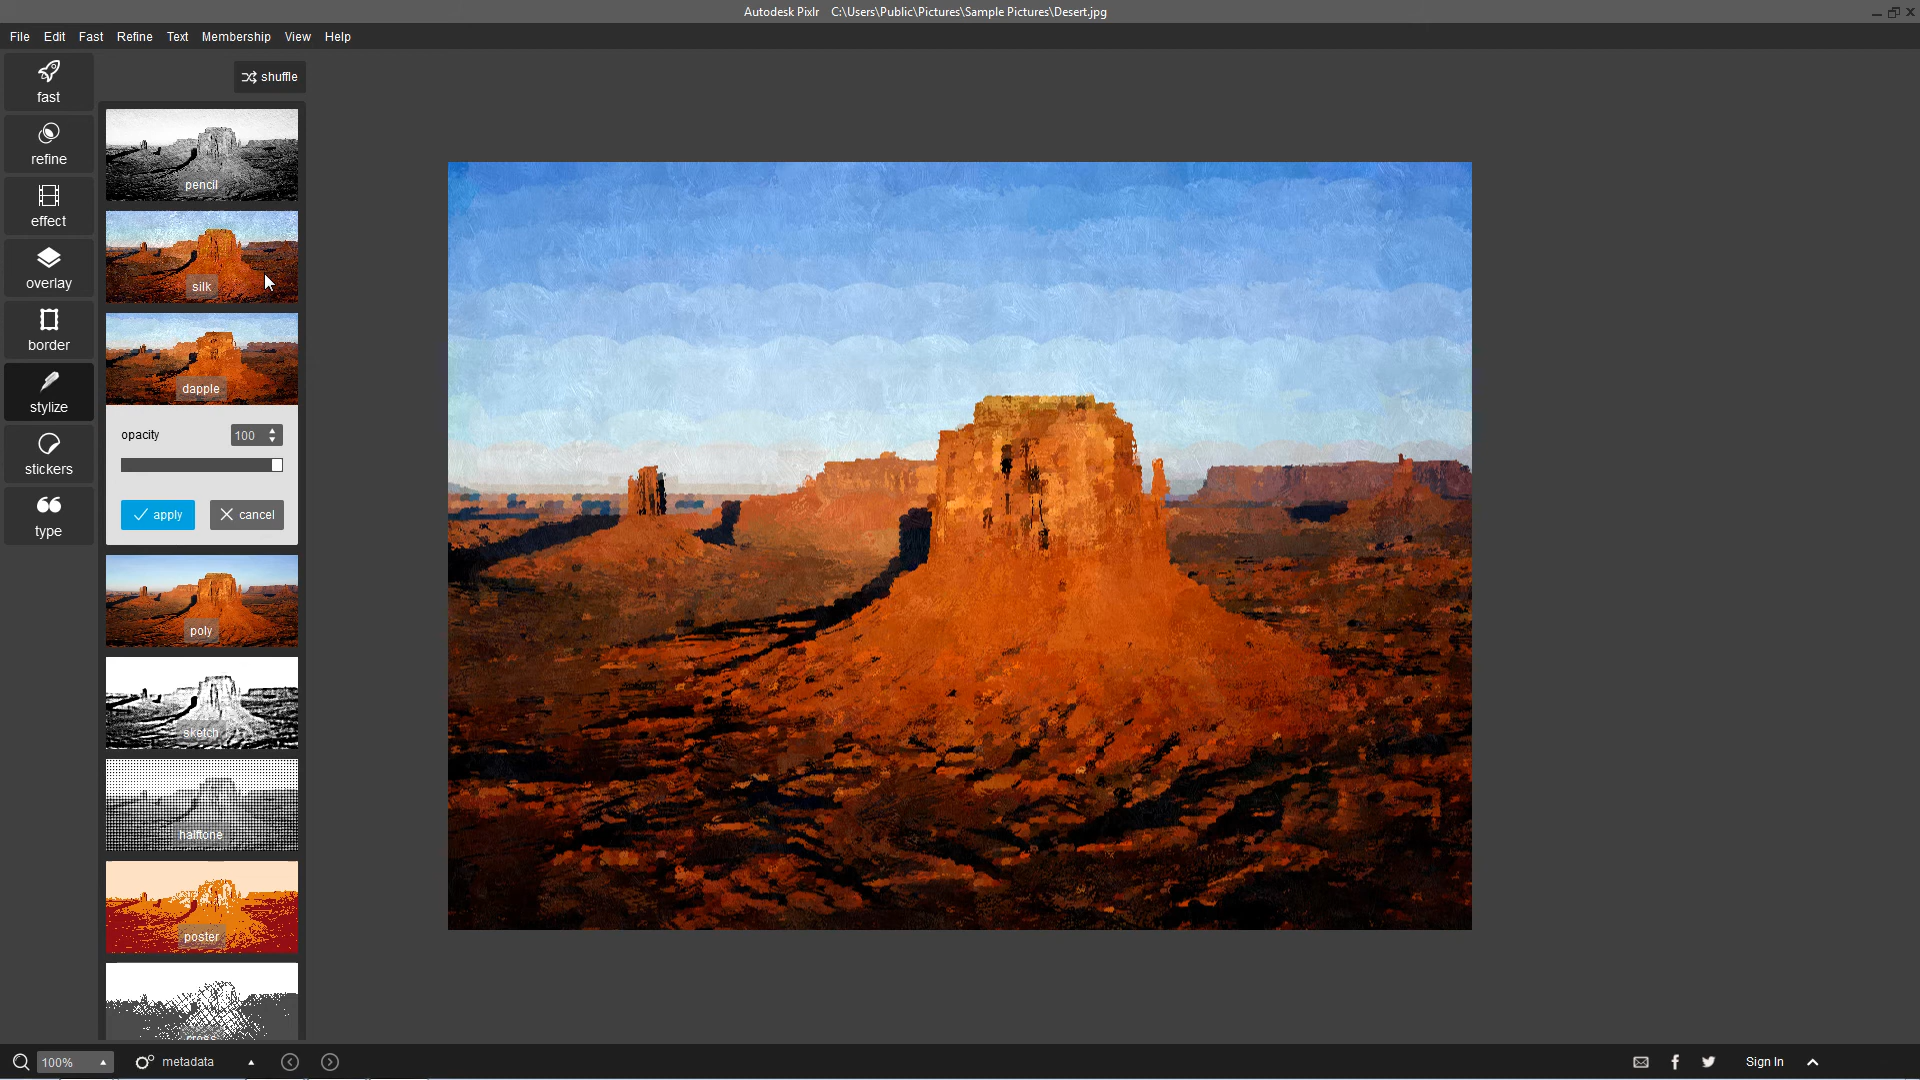 Autodesk Pixlr C:\Users\Public\Pictures\Sample Pictures\Desert.jpg
File Edit Fast Refine Text Membership View Help
shuffle
fast
refine
effect
overlay
border
stylize
stickers
type
pencil
silk
dapple
opacity 100
apply cancel
poly
sketch
halftone
poster
cross
100% metadata Sign In